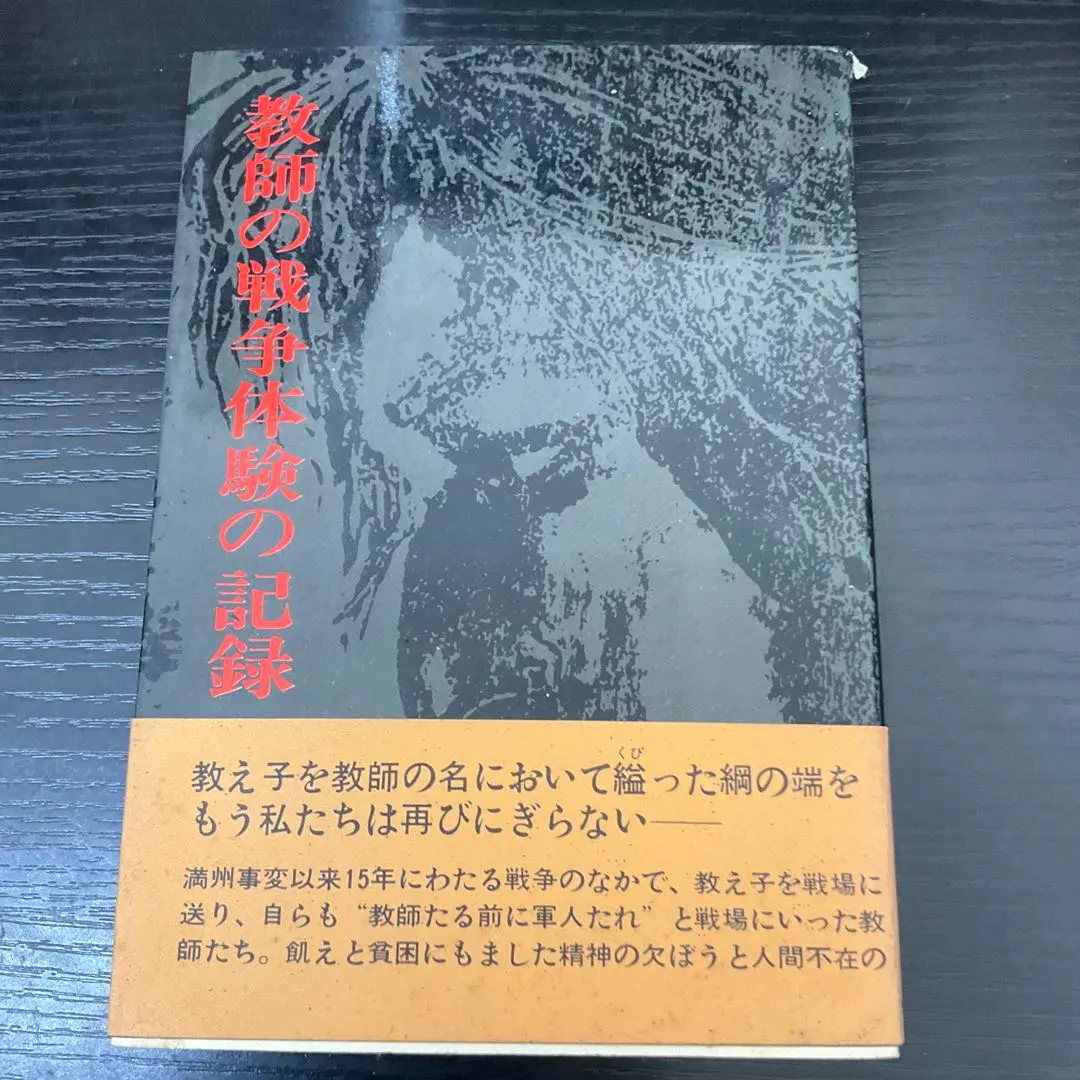 教師の戦争体験の記録
教え子を教師の名において縊った綱の端を
くび
もう私たちは再びにぎらない――
満州事変以来15年にわたる戦争のなかで、教え子を戦場に
送り、自らも“教師たる前に軍人たれ”と戦場にいった教
師たち。飢えと貧困にもました精神の欠ぼうと人間不在の